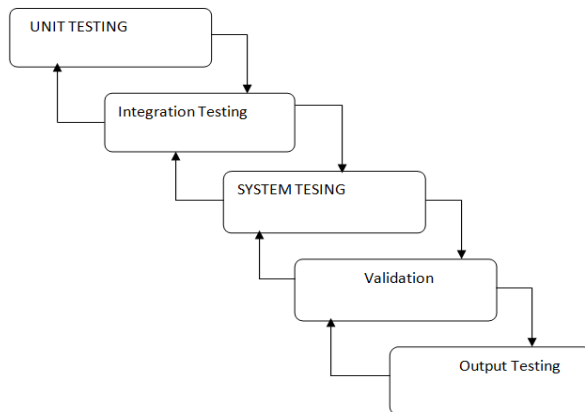 UNIT TESTING
Integration Testing
SYSTEM TESING
Validation
Output Testing